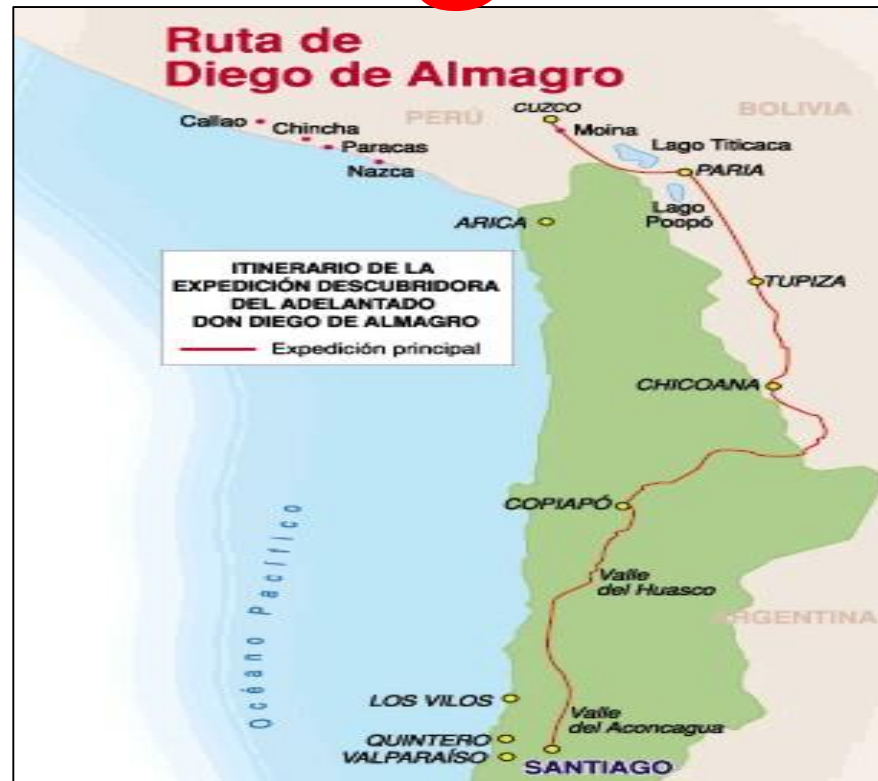 Ruta de
Diego de Almagro
PERÚ
BOLIVIA
CUZCO
Callao
Moina
Chincha
Lago Titicaca
Paracas
Nazca
PARIA
Lago
Poopó
ARICA
ITINERARIO DE LA
EXPEDICIÓN DESCUBRIDORA
DEL ADELANTADO
DON DIEGO DE ALMAGRO
Expedición principal
TUPIZA
CHICOANA
COPIAPÓ
Océano Pacífico
Valle
del Huasco
ARGENTINA
LOS VILOS
Valle
del Aconcagua
QUINTERO
VALPARAÍSO
SANTIAGO